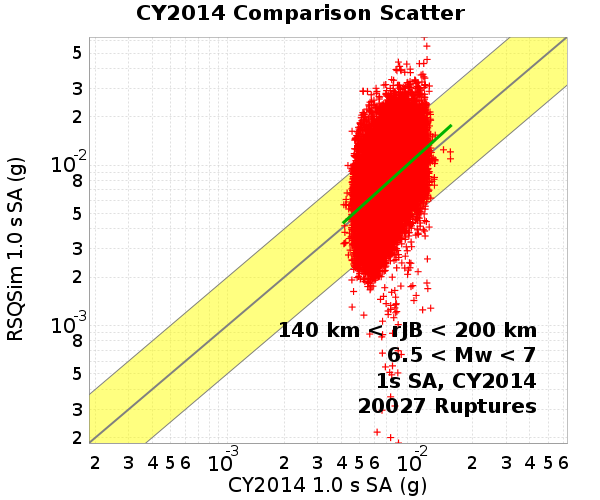 CY2014 Comparison Scatter
5
3
2
10-2
8
5
3
2
10-3
8
5
3
2
RSQSim 1.0 s SA (g)
140 km < rJB < 200 km
6.5 < Mw < 7
1s SA, CY2014
20027 Ruptures
2 3 4 5 6 10-3 2 3 4 5 6 10-2 2 3 4 5 6
CY2014 1.0 s SA (g)